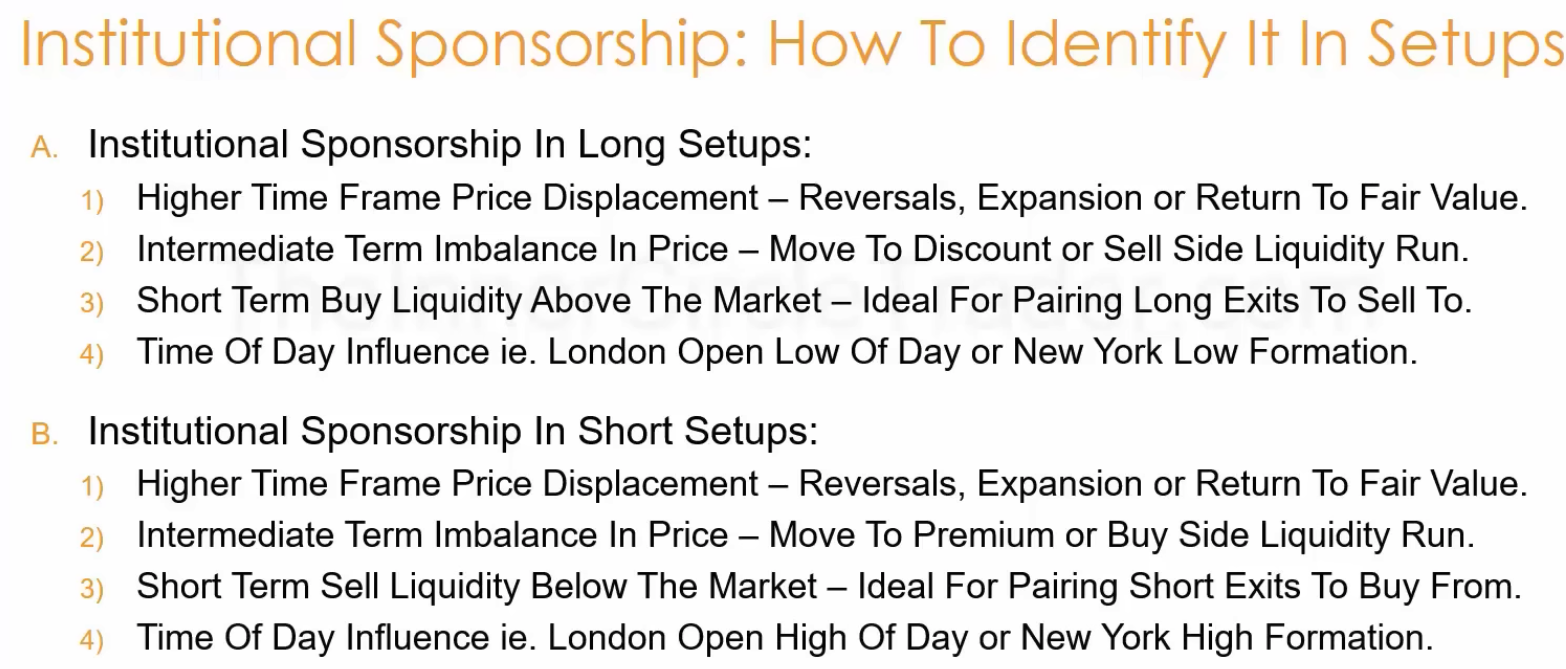 Institutional Sponsorship: How To Identify It In Setups
A. Institutional Sponsorship In Long Setups:
1) Higher Time Frame Price Displacement – Reversals, Expansion or Return To Fair Value.
2) Intermediate Term Imbalance In Price – Move To Discount or Sell Side Liquidity Run.
3) Short Term Buy Liquidity Above The Market – Ideal For Pairing Long Exits To Sell To.
4) Time Of Day Influence ie. London Open Low Of Day or New York Low Formation.
B. Institutional Sponsorship In Short Setups:
1) Higher Time Frame Price Displacement – Reversals, Expansion or Return To Fair Value.
2) Intermediate Term Imbalance In Price – Move To Premium or Buy Side Liquidity Run.
3) Short Term Sell Liquidity Below The Market – Ideal For Pairing Short Exits To Buy From.
4) Time Of Day Influence ie. London Open High Of Day or New York High Formation.
TheInnerCircleTrader.com